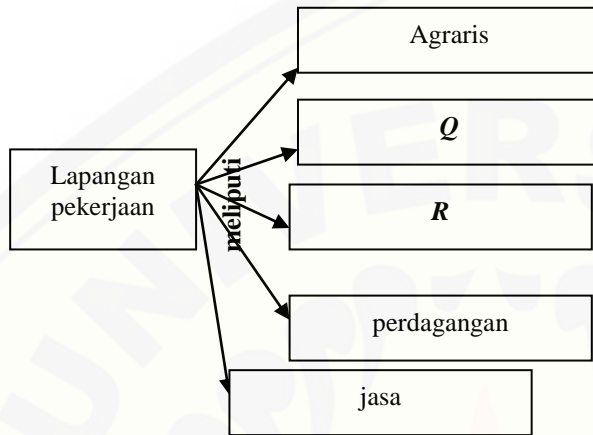 Agraris
Q
Lapangan
pekerjaan
meliputi
R
perdagangan
jasa